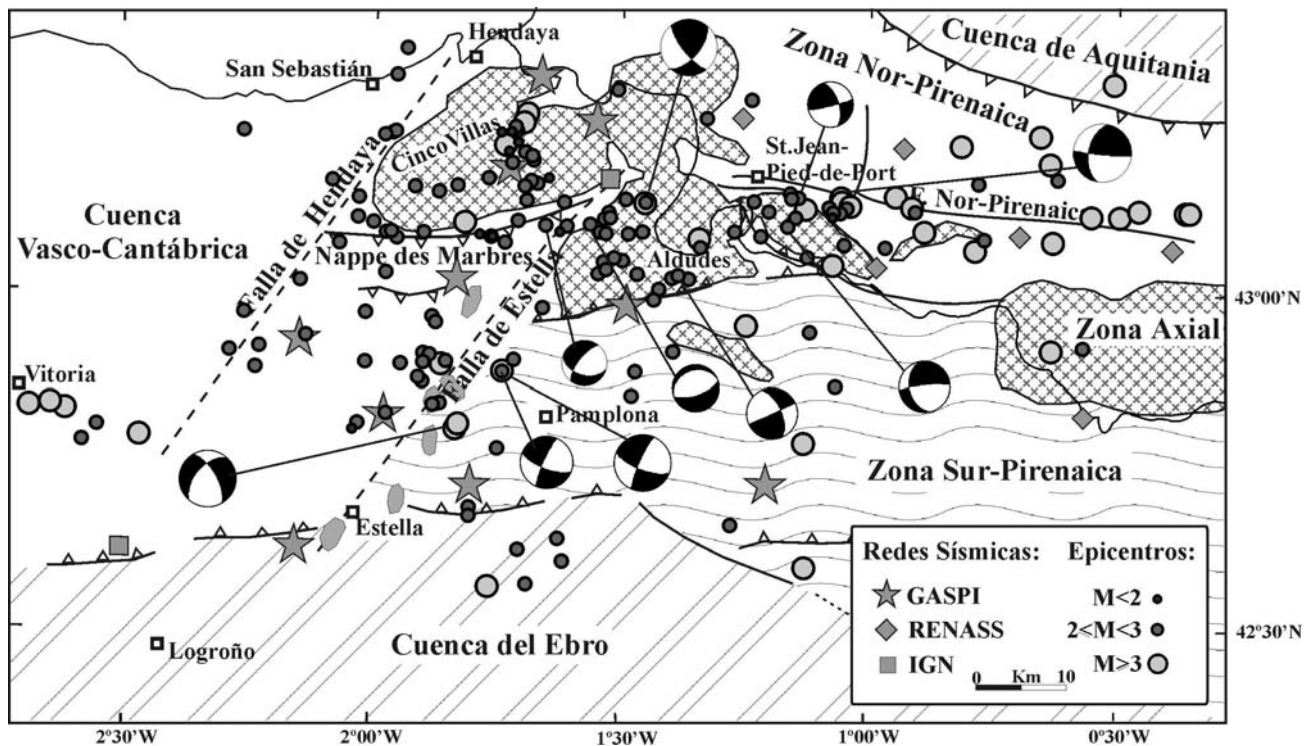 Hendaya
San Sebastián
Cuenca de Aquitania
Zona Nor-Pirenaica
Cinco Villas
St.Jean-
Pied-de-Port
F. Nor-Pirenaic
Falla de Hendaya
Cuenca
Vasco-Cantábrica
Nappe des Marbres
Aldudes
Falla de Estella
43°00'N
Zona Axial
Vitoria
Pamplona
Zona Sur-Pirenaica
Estella
Redes Sísmicas:
Epicentros:
GASPI
M<2
RENASS
2≤M<3
IGN
M≥3
0 Km 10
42°30'N
Cuenca del Ebro
Logroño
2°30'W
2°00'W
1°30'W
1°00'W
0°30'W